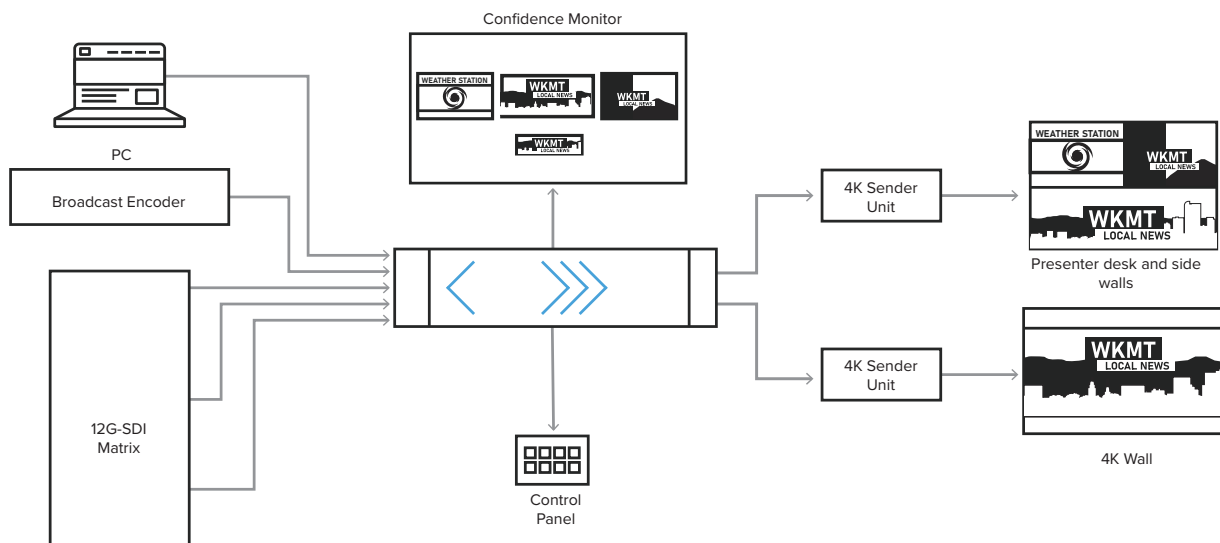 Confidence Monitor
WEATHER STATION
WKMT
LOCAL NEWS
WKMT
LOCAL NEWS
WKMT
LOCAL NEWS
PC
Broadcast Encoder
12G-SDI
Matrix
4K Sender
Unit
WEATHER STATION
WKMT
LOCAL NEWS
WKMT
LOCAL NEWS
Presenter desk and side
walls
4K Sender
Unit
WKMT
LOCAL NEWS
4K Wall
Control
Panel